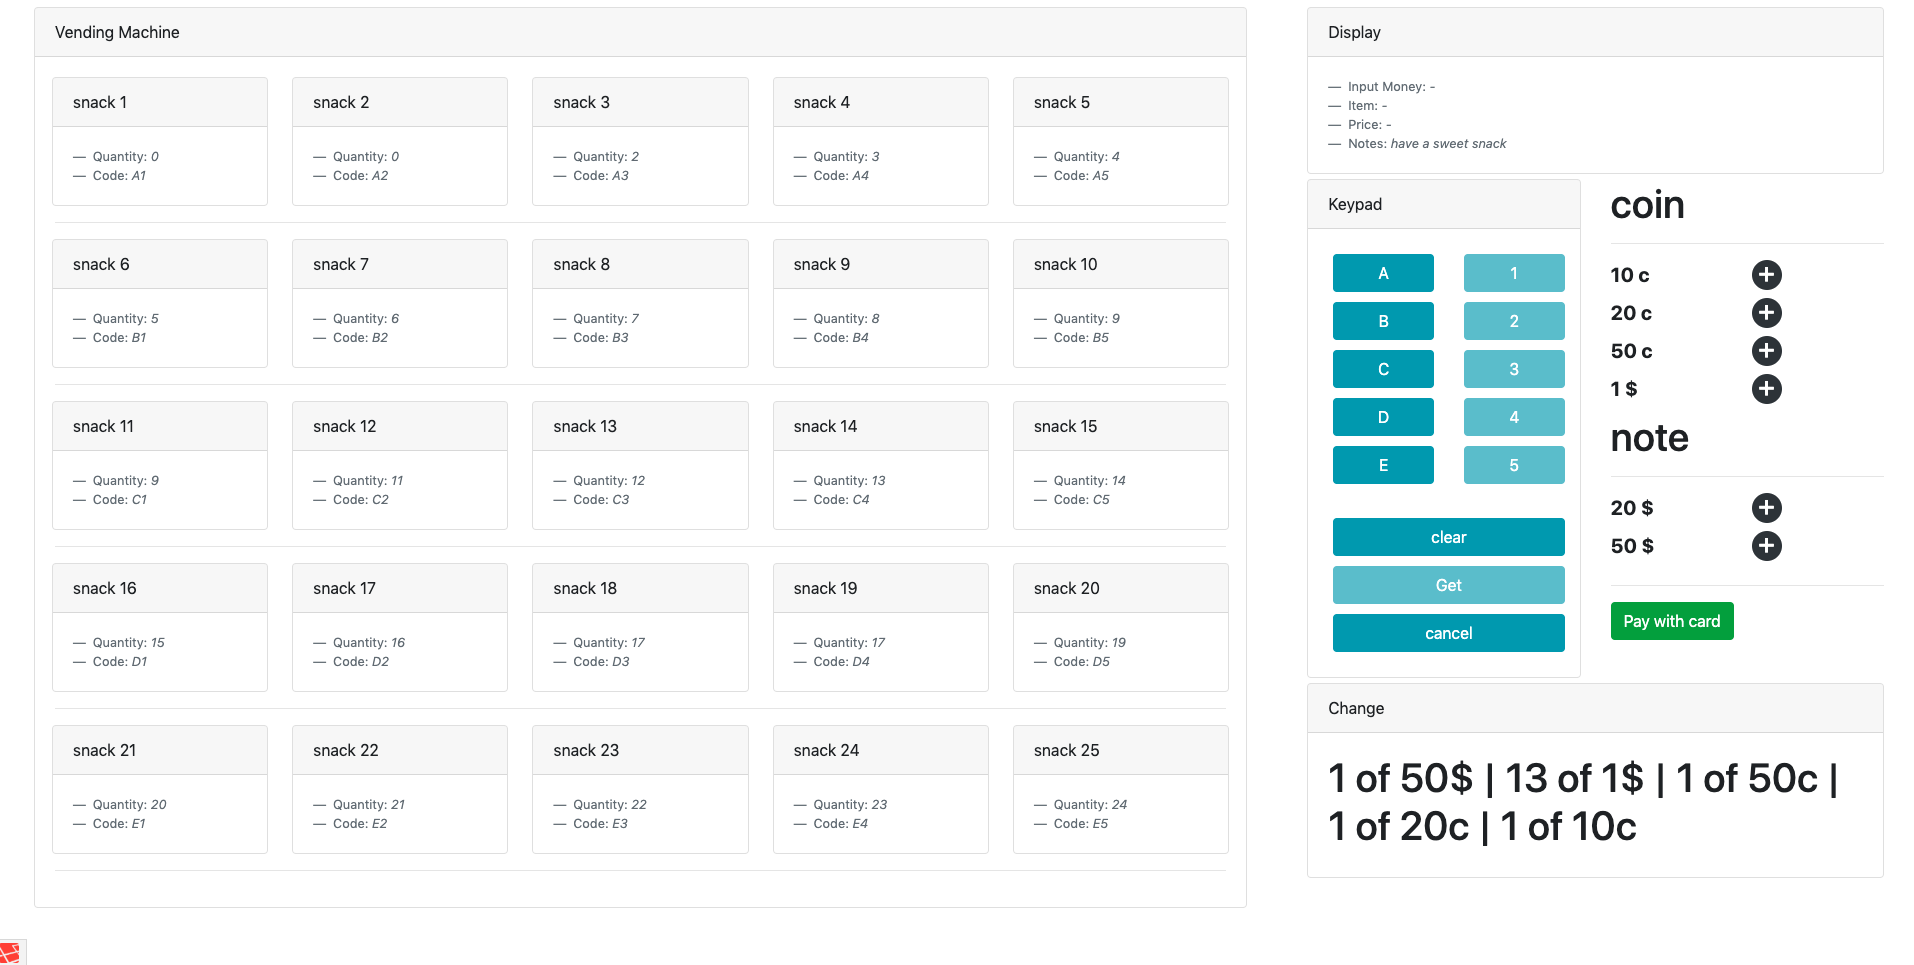 Vending Machine
snack 1
— Quantity: 0
— Code: A1
snack 2
— Quantity: 0
— Code: A2
snack 3
— Quantity: 2
— Code: A3
snack 4
— Quantity: 3
— Code: A4
snack 5
— Quantity: 4
— Code: A5
snack 6
— Quantity: 5
— Code: B1
snack 7
— Quantity: 6
— Code: B2
snack 8
— Quantity: 7
— Code: B3
snack 9
— Quantity: 8
— Code: B4
snack 10
— Quantity: 9
— Code: B5
snack 11
— Quantity: 9
— Code: C1
snack 12
— Quantity: 11
— Code: C2
snack 13
— Quantity: 12
— Code: C3
snack 14
— Quantity: 13
— Code: C4
snack 15
— Quantity: 14
— Code: C5
snack 16
— Quantity: 15
— Code: D1
snack 17
— Quantity: 16
— Code: D2
snack 18
— Quantity: 17
— Code: D3
snack 19
— Quantity: 17
— Code: D4
snack 20
— Quantity: 19
— Code: D5
snack 21
— Quantity: 20
— Code: E1
snack 22
— Quantity: 21
— Code: E2
snack 23
— Quantity: 22
— Code: E3
snack 24
— Quantity: 23
— Code: E4
snack 25
— Quantity: 24
— Code: E5
Display
— Input Money: -
— Item: -
— Price: -
— Notes: have a sweet snack
Keypad
A 1
B 2
C 3
D 4
E 5
clear
Get
cancel
coin
10 c
20 c
50 c
1 $
note
20 $
50 $
Pay with card
Change
1 of 50$ | 13 of 1$ | 1 of 50c |
1 of 20c | 1 of 10c